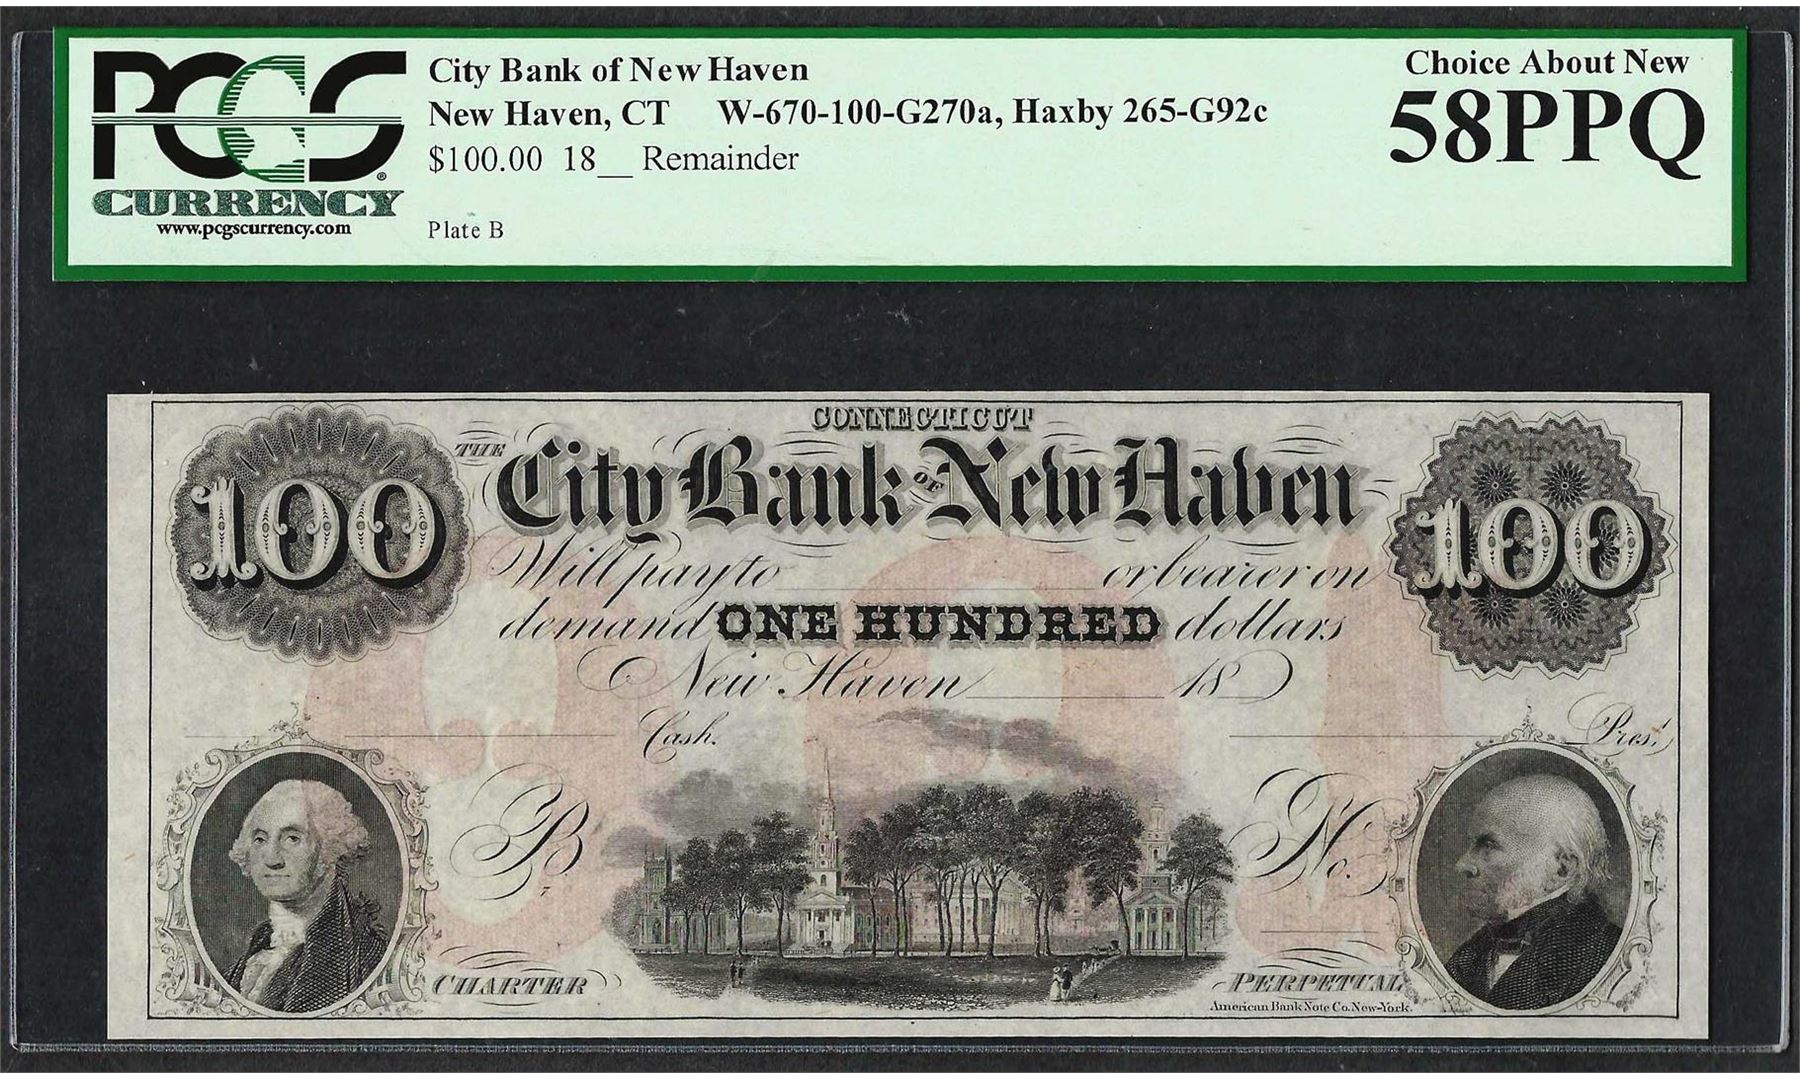 PCGS
CURRENCY
www.pcgscurrency.com
City Bank of New Haven
New Haven, CT W-670-100-G270a, Haxby 265-G92c
$100.00 18__ Remainder
Plate B
Choice About New
58PPQ
CONNECTICUT
THE City Bank OF New Haven
100
100
Will pay to or bearer on
demand ONE HUNDRED dollars
New Haven 18
Cash.
Pres.t
B
7
No.
CHARTER
PERPETUAL
American Bank Note Co. New-York.